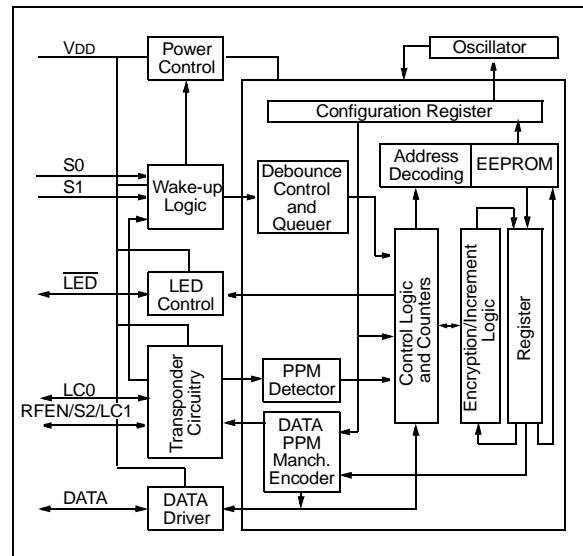 VDD
Power
Control
Oscillator
Configuration Register
S0
S1
Wake-up
Logic
Debounce
Control
and
Queuer
Address
Decoding
EEPROM
LED
LED
Control
Control Logic
and Counters
Encryption/Increment
Logic
Register
LC0
RFEN/S2/LC1
Transponder
Circuitry
PPM
Detector
DATA
PPM
Manch.
Encoder
DATA
DATA
Driver